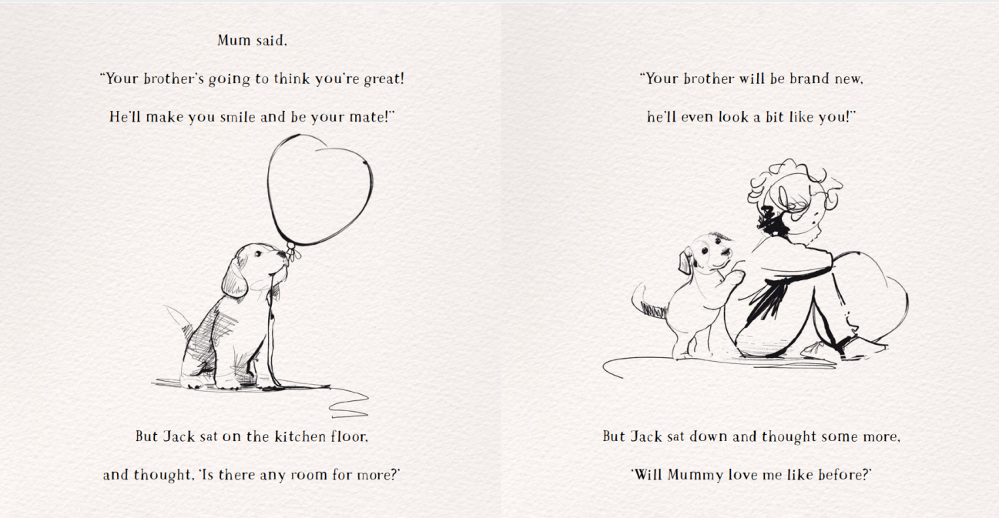 Mum said,
"Your brother's going to think you're great!
He'll make you smile and be your mate!"
But Jack sat on the kitchen floor,
and thought, 'Is there any room for more?'
"Your brother will be brand new,
he'll even look a bit like you!"
But Jack sat down and thought some more,
'Will Mummy love me like before?'